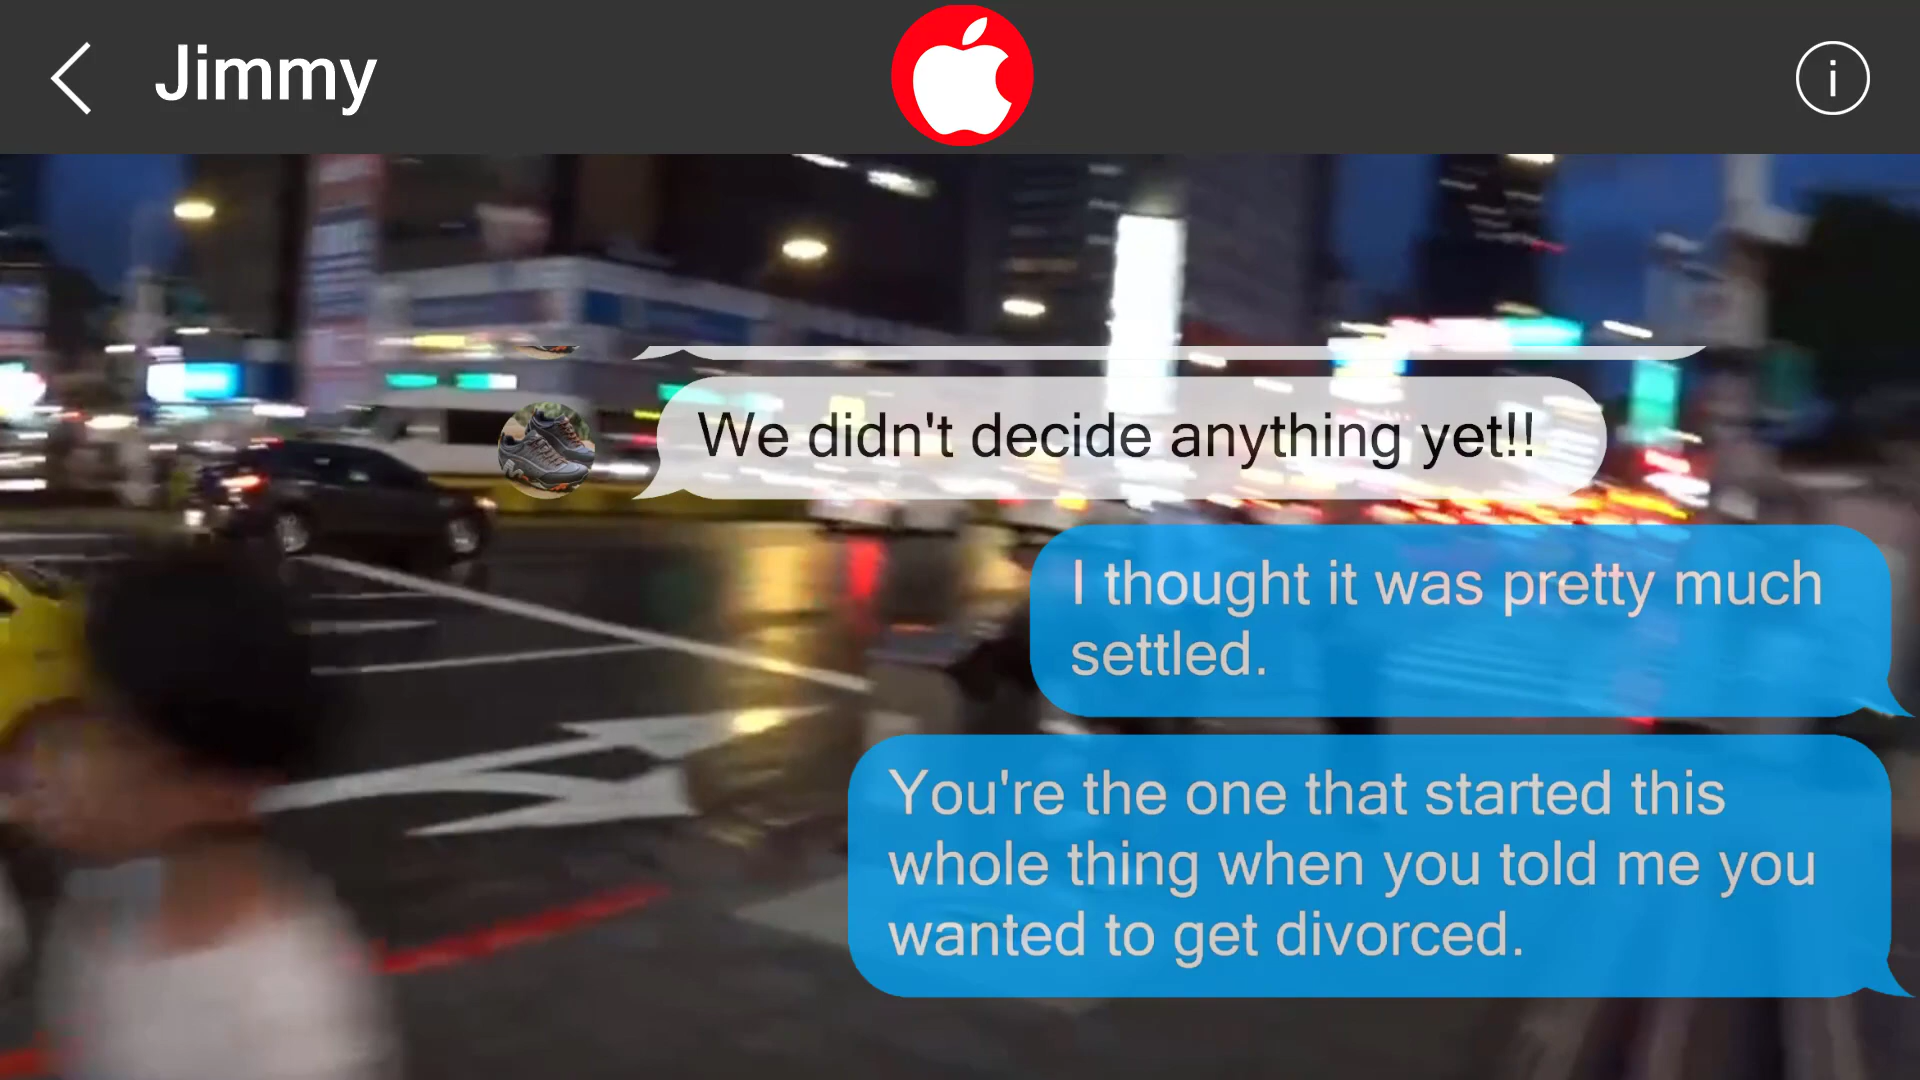 Jimmy
We didn't decide anything yet!!
I thought it was pretty much
settled.
You're the one that started this
whole thing when you told me you
wanted to get divorced.